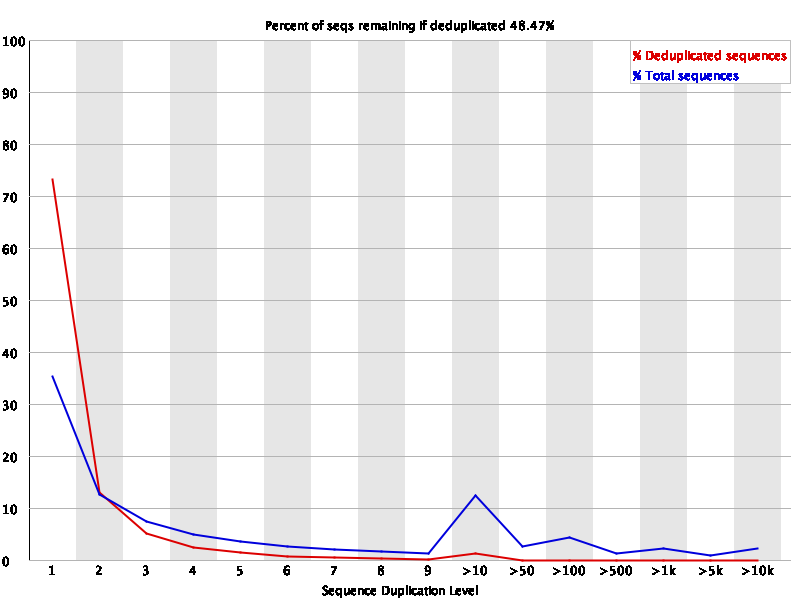 Percent of seqs remaining if deduplicated 48.47%
% Deduplicated sequences
% Total sequences
100
90
80
70
60
50
40
30
20
10
0
1 2 3 4 5 6 7 8 9 >10 >50 >100 >500 >1k >5k >10k
Sequence Duplication Level